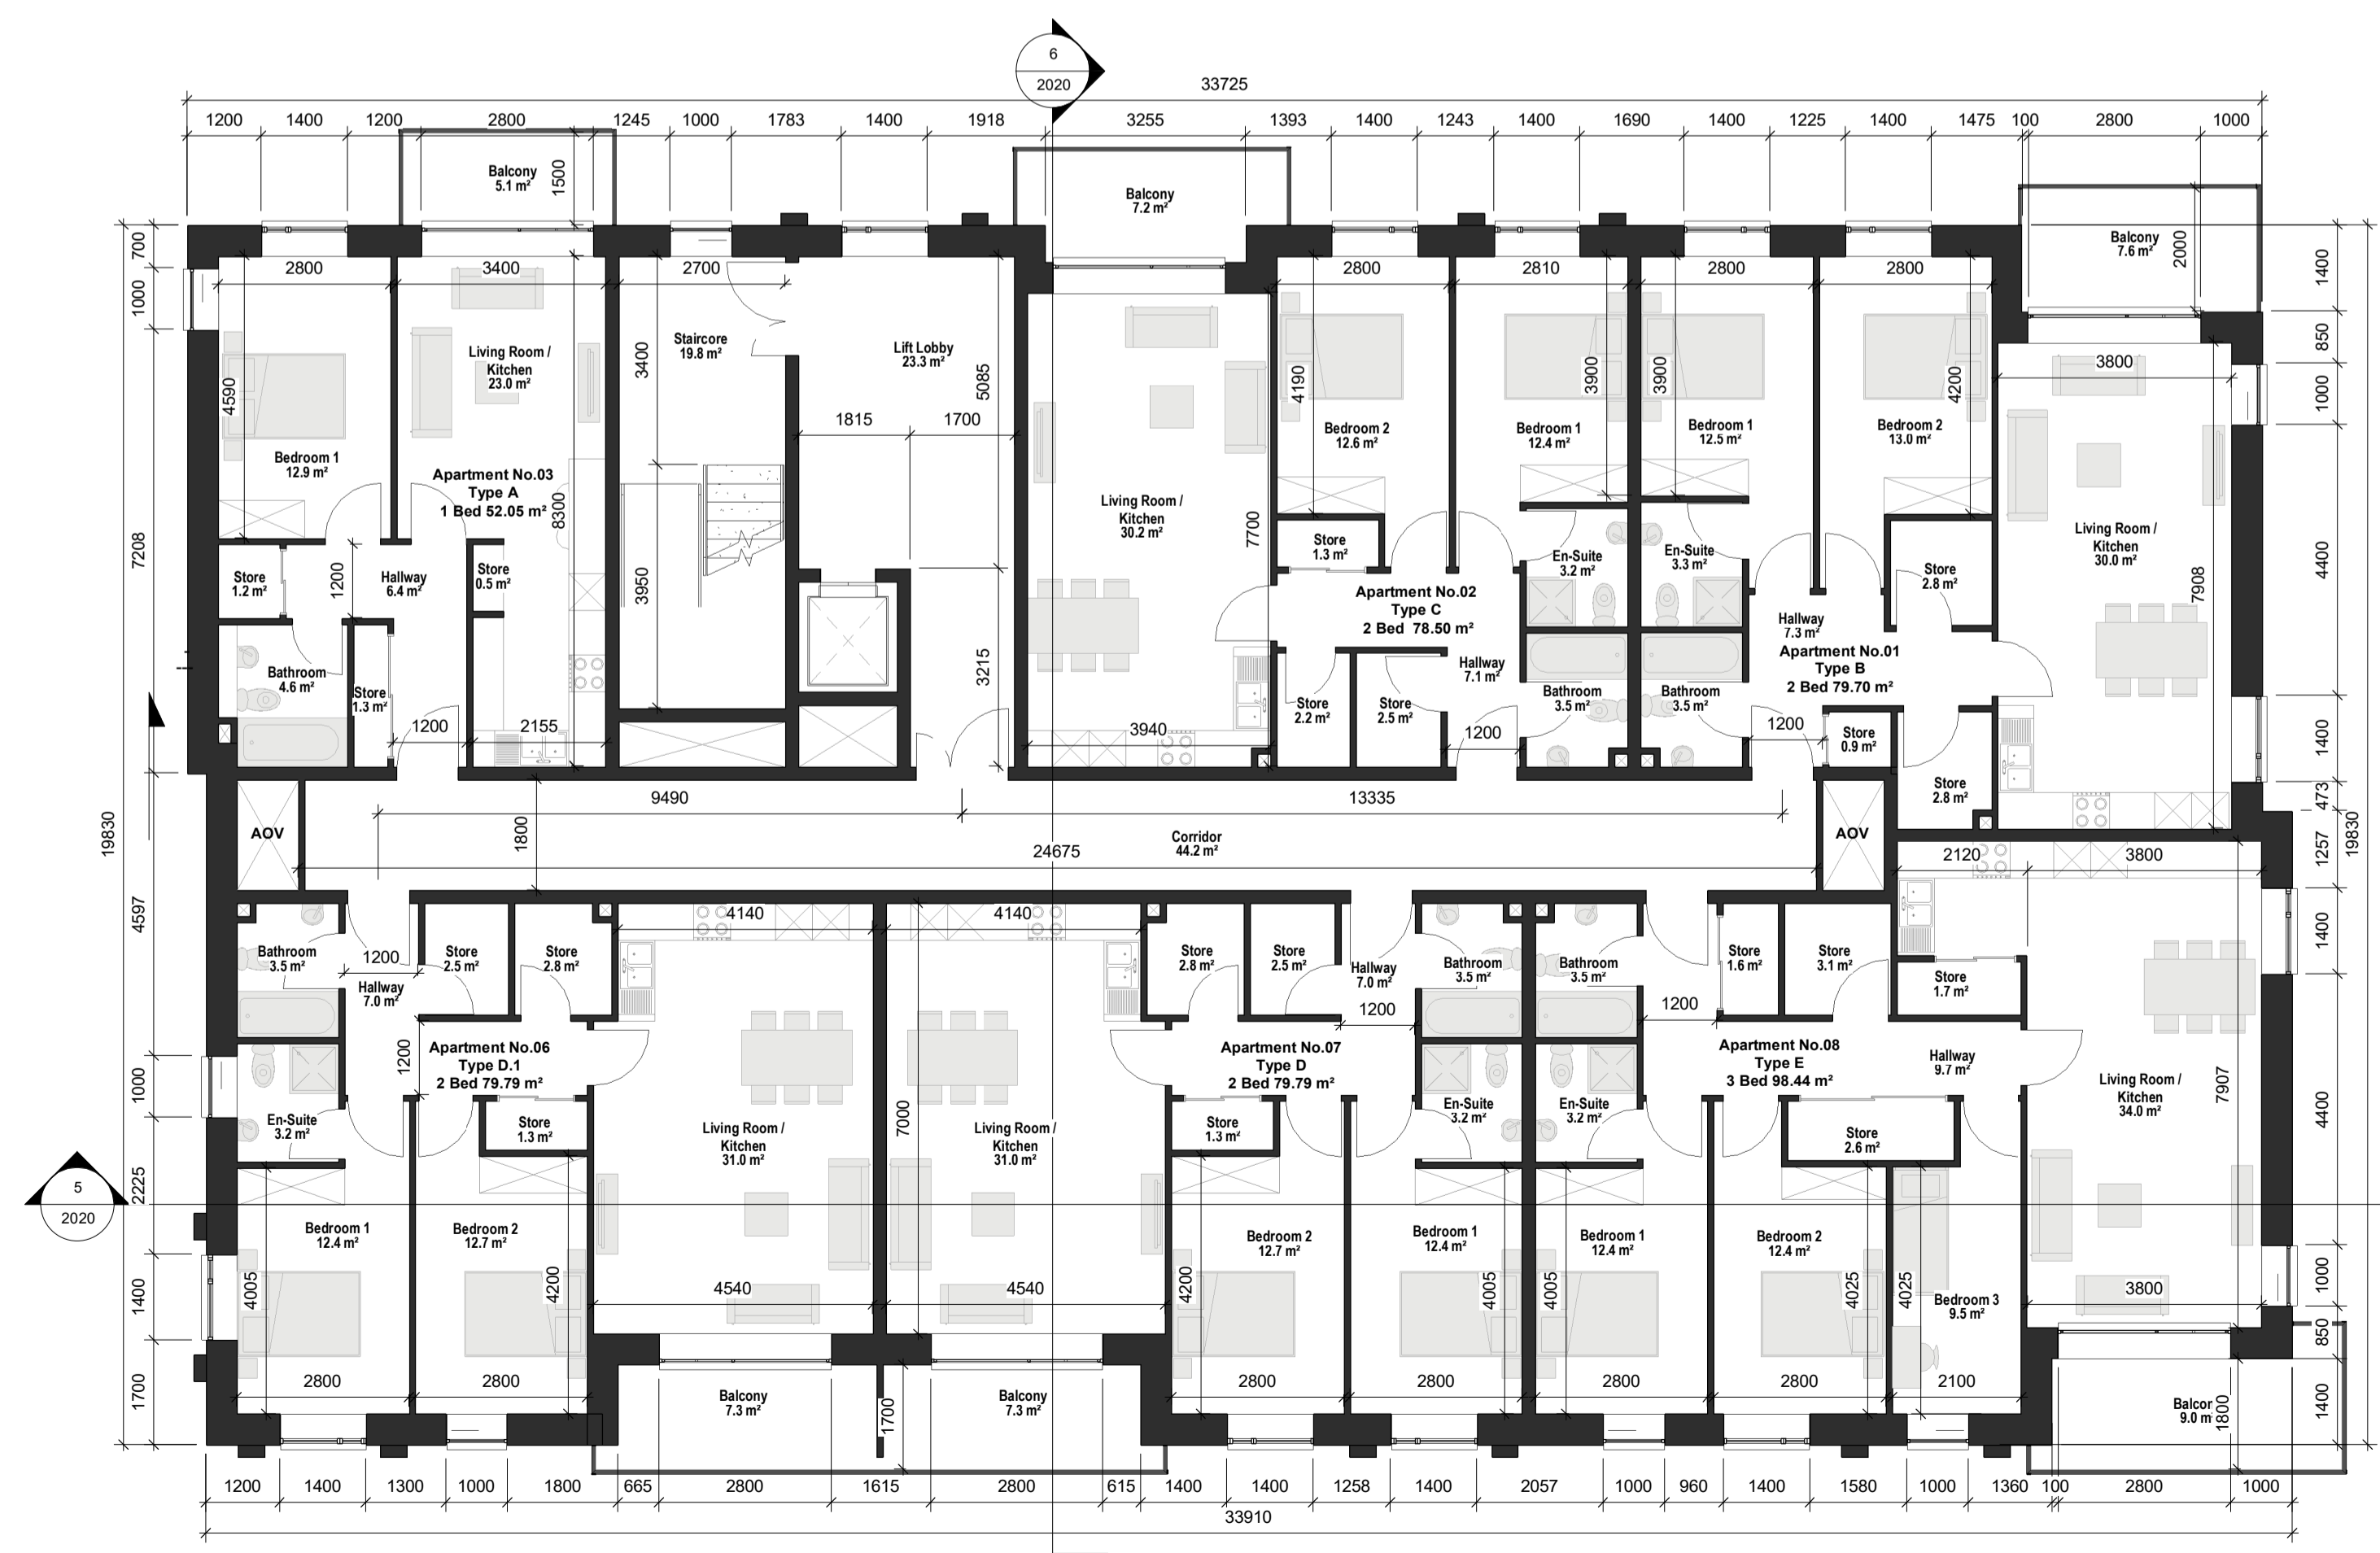 6
2020
33725
1200 1400 1200 2800 1245 1000 1783 1400 1918 3255 1393 1400 1243 1400 1690 1400 1225 1400 1475 100 2800 1000
Balcony
5.1 m²
1500
Balcony
7.2 m²
Balcony
7.6 m²
2000
700
1000
7208
19830
4597
1000
2225
1400
1700
2800
4590
Bedroom 1
12.9 m²
3400
Living Room /
Kitchen
23.0 m²
Apartment No.03
Type A
1 Bed 52.05 m²
8300
Store
1.2 m²
1200
Hallway
6.4 m²
Store
0.5 m²
Bathroom
4.6 m²
Store
1.3 m²
1200
2155
2700
Staircore
19.8 m²
3400
3950
Lift Lobby
23.3 m²
5085
1815
1700
3215
Living Room /
Kitchen
30.2 m²
7700
3940
2800
4190
Bedroom 2
12.6 m²
2810
3900
Bedroom 1
12.4 m²
Store
1.3 m²
En-Suite
3.2 m²
Apartment No.02
Type C
2 Bed 78.50 m²
Hallway
7.1 m²
Store
2.2 m²
Store
2.5 m²
1200
Bathroom
3.5 m²
2800
3900
Bedroom 1
12.5 m²
2800
4200
Bedroom 2
13.0 m²
En-Suite
3.3 m²
Store
2.8 m²
Hallway
7.3 m²
Apartment No.01
Type B
2 Bed 79.70 m²
Bathroom
3.5 m²
1200
Store
0.9 m²
Store
2.8 m²
3800
Living Room /
Kitchen
30.0 m²
7908
1400
850
1000
4400
1400
473
1257
19830
1400
4400
1000
850
1400
AOV
9490
13335
1800
Corridor
44.2 m²
24675
AOV
Bathroom
3.5 m²
1200
Hallway
7.0 m²
Store
2.5 m²
Store
2.8 m²
1200
Apartment No.06
Type D.1
2 Bed 79.79 m²
En-Suite
3.2 m²
Store
1.3 m²
Bedroom 1
12.4 m²
4005
2800
Bedroom 2
12.7 m²
4200
2800
4140
Living Room /
Kitchen
31.0 m²
4540
Balcony
7.3 m²
4140
7000
Living Room /
Kitchen
31.0 m²
4540
Balcony
7.3 m²
1700
Store
2.8 m²
Store
2.5 m²
Hallway
7.0 m²
1200
Bathroom
3.5 m²
Apartment No.07
Type D
2 Bed 79.79 m²
Store
1.3 m²
En-Suite
3.2 m²
Bedroom 2
12.7 m²
4200
2800
Bedroom 1
12.4 m²
4005
2800
Bathroom
3.5 m²
1200
Store
1.6 m²
Store
3.1 m²
2120
3800
Store
1.7 m²
Apartment No.08
Type E
3 Bed 98.44 m²
Hallway
9.7 m²
En-Suite
3.2 m²
Store
2.6 m²
Bedroom 1
12.4 m²
4005
2800
Bedroom 2
12.4 m²
4025
2800
4025
Bedroom 3
9.5 m²
2100
Living Room /
Kitchen
34.0 m²
7907
3800
Balcon
9.0 m
1800
5
2020
1200 1400 1300 1000 1800 665 2800 1615 2800 615 1400 1400 1258 1400 2057 1000 960 1400 1580 1000 1360 100 2800 1000
33910